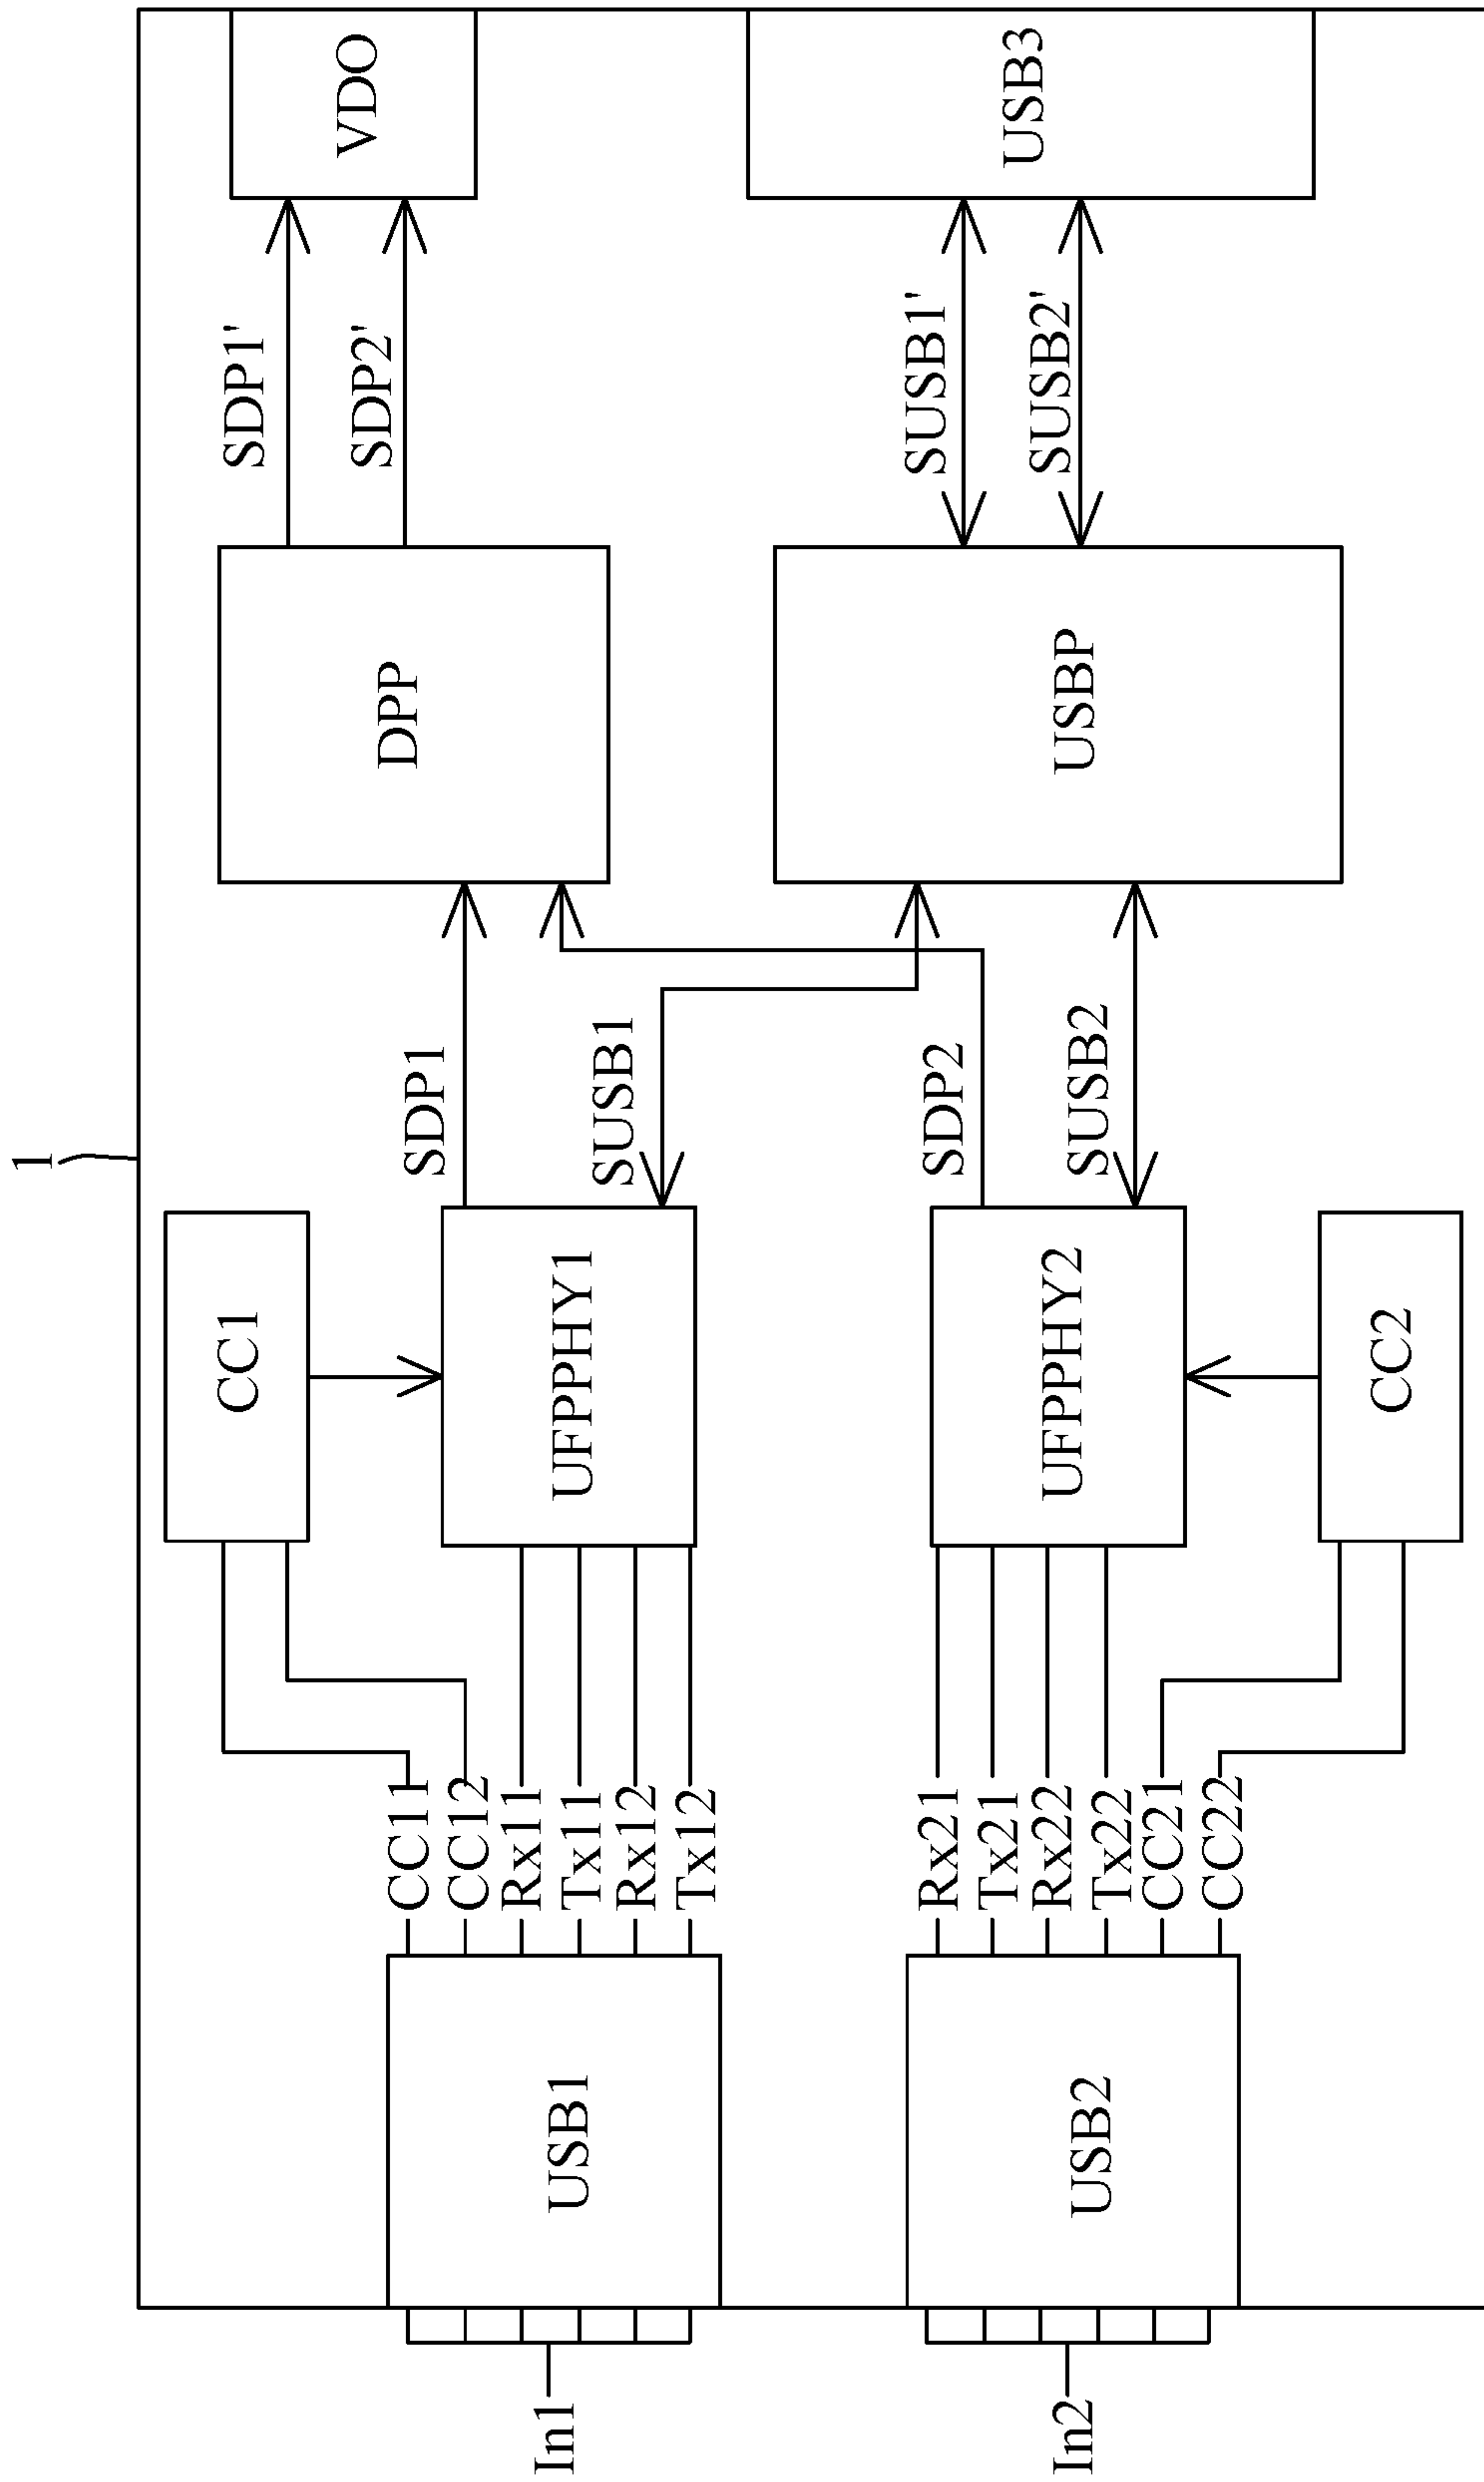 1
CC1
SDP1'
VDO
SDP2'
CC11
CC12
Rx11
Tx11
Rx12
Tx12
In1
USB1
UFPPHY1
SDP1
SUSB1
DPP
SUSB1'
SUSB2'
USB3
Rx21
Tx21
Rx22
Tx22
CC21
CC22
In2
USB2
UFPPHY2
SDP2
SUSB2
USBP
CC2